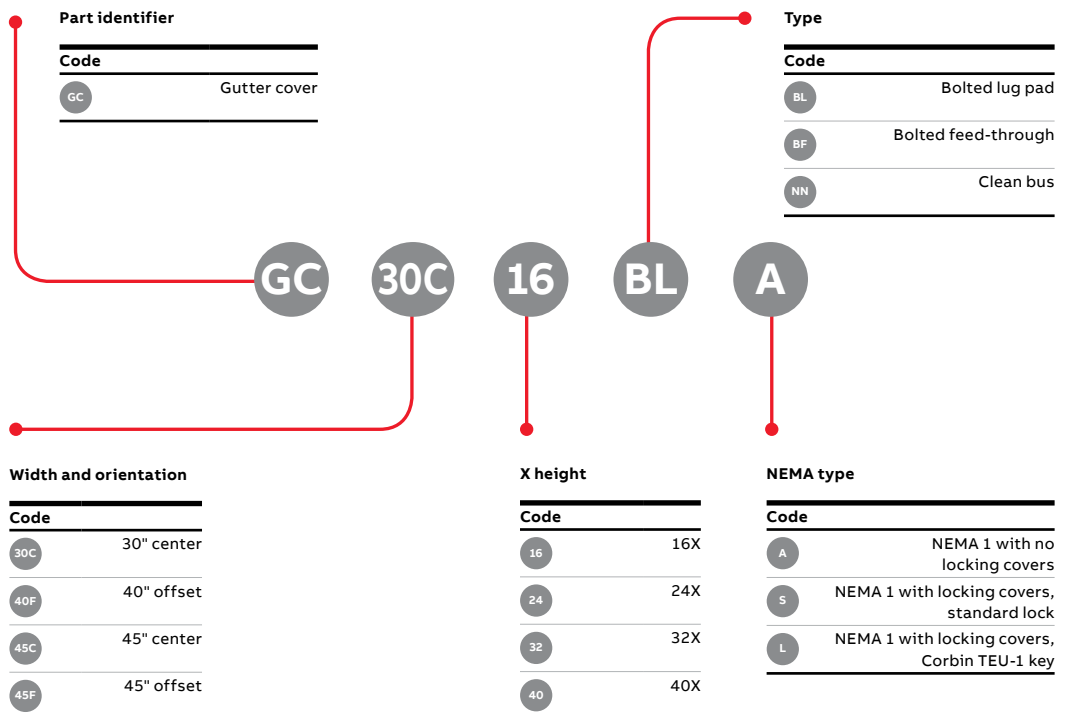 Part identifier
Code
GC Gutter cover
Type
Code
BL Bolted lug pad
BF Bolted feed-through
NN Clean bus
GC 30C 16 BL A
Width and orientation
Code
30C 30" center
40F 40" offset
45C 45" center
45F 45" offset
X height
Code
16 16X
24 24X
32 32X
40 40X
NEMA type
Code
A NEMA 1 with no
locking covers
S NEMA 1 with locking covers,
standard lock
L NEMA 1 with locking covers,
Corbin TEU-1 key